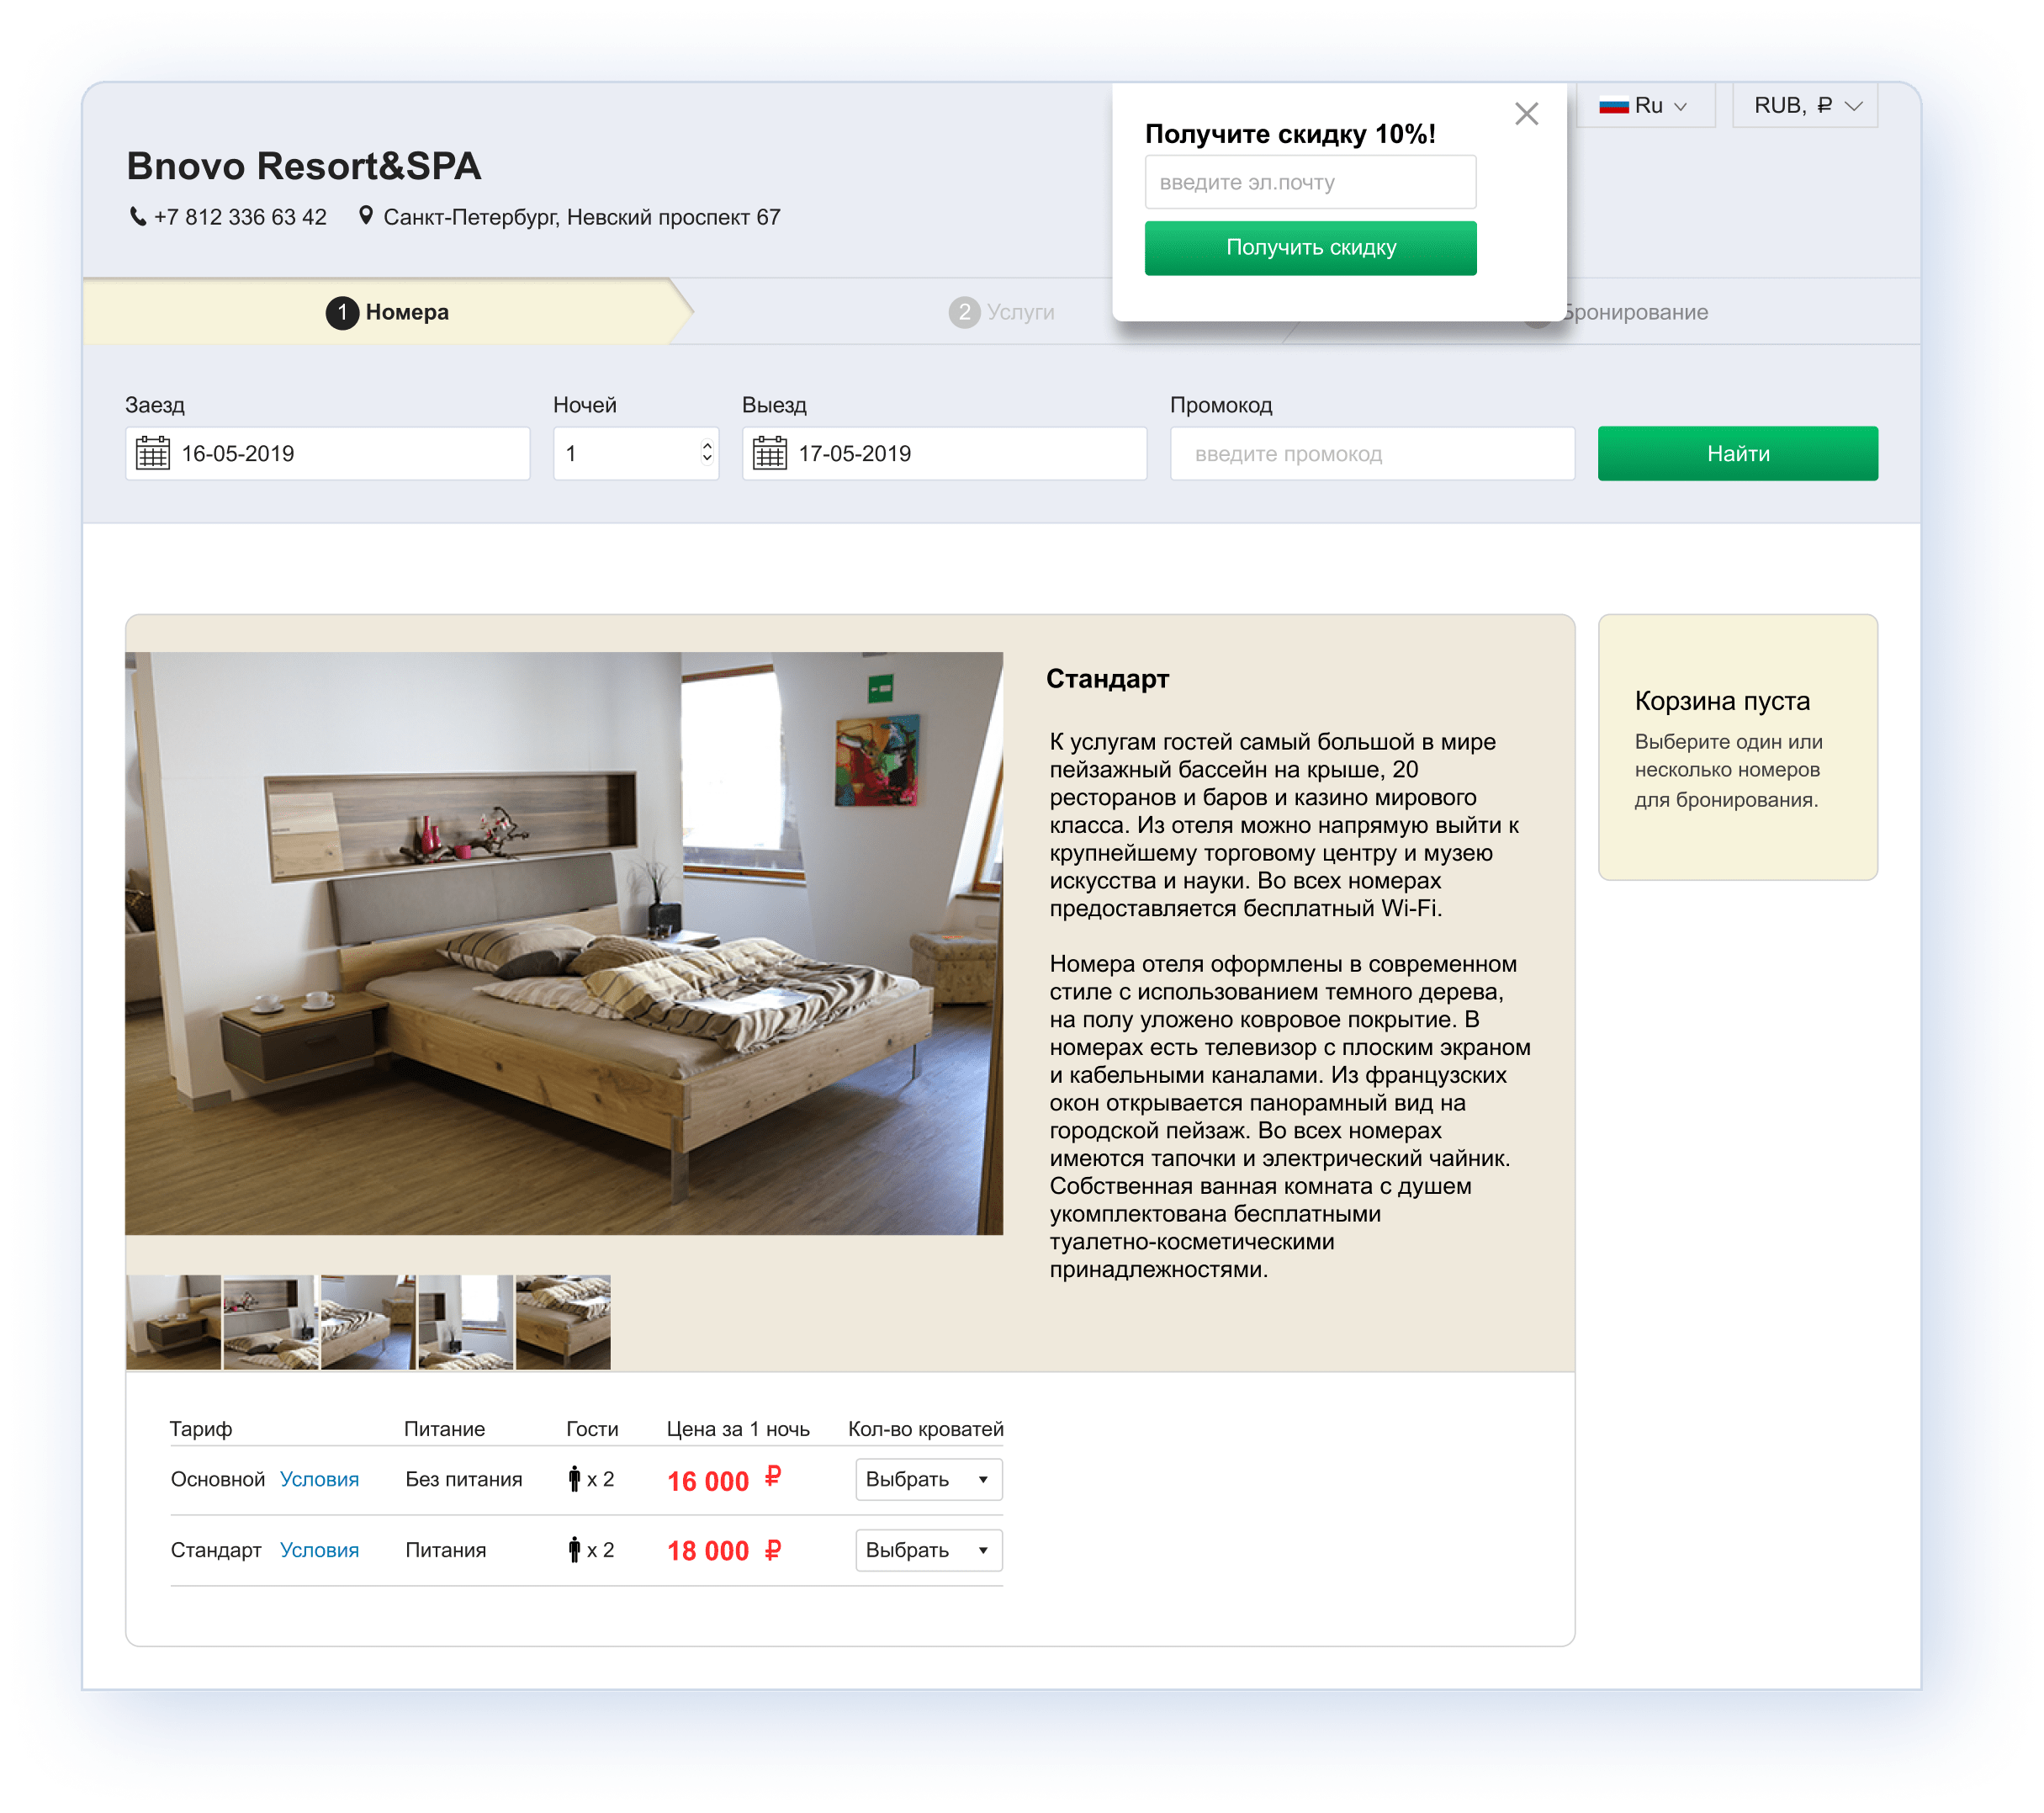 Получите скидку 10%!
введите эл.почту
Получить скидку
Ru
RUB, ₽
Bnovo Resort&SPA
+7 812 336 63 42
Санкт-Петербург, Невский проспект 67
1 Номера
2 Услуги
Бронирование
Заезд
Ночей
Выезд
Промокод
16-05-2019
1
17-05-2019
введите промокод
Найти
Стандарт
К услугам гостей самый большой в мире
пейзажный бассейн на крыше, 20
ресторанов и баров и казино мирового
класса. Из отеля можно напрямую выйти к
крупнейшему торговому центру и музею
искусства и науки. Во всех номерах
предоставляется бесплатный Wi-Fi.
Номера отеля оформлены в современном
стиле с использованием темного дерева,
на полу уложено ковровое покрытие. В
номерах есть телевизор с плоским экраном
и кабельными каналами. Из французских
окон открывается панорамный вид на
городской пейзаж. Во всех номерах
имеются тапочки и электрический чайник.
Собственная ванная комната с душем
укомплектована бесплатными
туалетно-косметическими
принадлежностями.
Корзина пуста
Выберите один или
несколько номеров
для бронирования.
Тариф Питание Гости Цена за 1 ночь Кол-во кроватей
Основной Условия Без питания x 2 16 000 ₽ Выбрать
Стандарт Условия Питания x 2 18 000 ₽ Выбрать